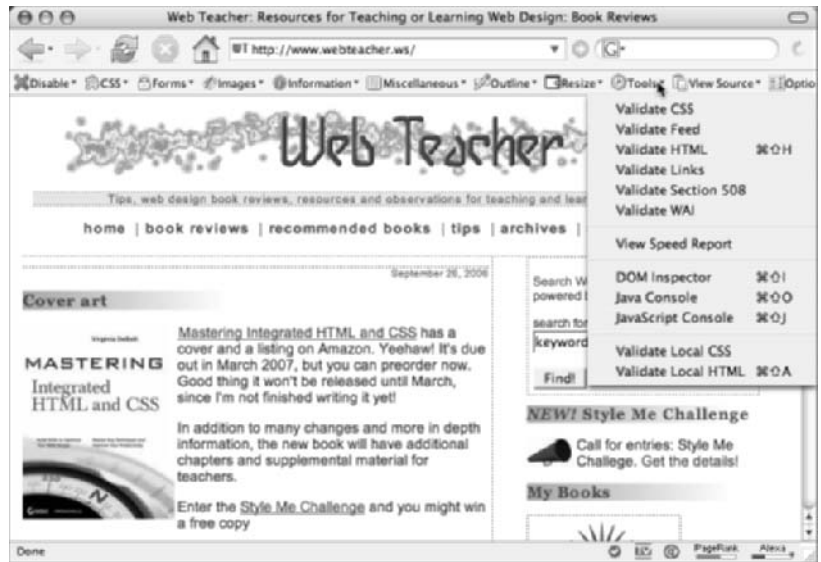 Web Teacher: Resources for Teaching or Learning Web Design: Book Reviews
http://www.webteacher.ws/
G
Disable CSS Forms Images Information Miscellaneous Outline Resize Tools View Source Optio
Validate CSS
Validate Feed
Validate HTML ⌘⇧H
Validate Links
Validate Section 508
Validate WAI
View Speed Report
DOM Inspector ⌘⇧I
Java Console ⌘⇧O
JavaScript Console ⌘⇧J
Validate Local CSS
Validate Local HTML ⌘⇧A
Web Teacher
Tips, web design book reviews, resources and observations for teaching and lear
home | book reviews | recommended books | tips | archives |
September 26, 2006
Cover art
Virginia DeBolt
MASTERING
Integrated
HTML and CSS
Mastering Integrated HTML and CSS has a
cover and a listing on Amazon. Yeehaw! It's due
out in March 2007, but you can preorder now.
Good thing it won't be released until March,
since I'm not finished writing it yet!
In addition to many changes and more in depth
information, the new book will have additional
chapters and supplemental material for
teachers.
Enter the Style Me Challenge and you might win
a free copy
Search W
powered
search for
keyword
Find!
NEW! Style Me Challenge
Call for entries: Style Me
Challege. Get the details!
My Books
Done
PageRank Alexa